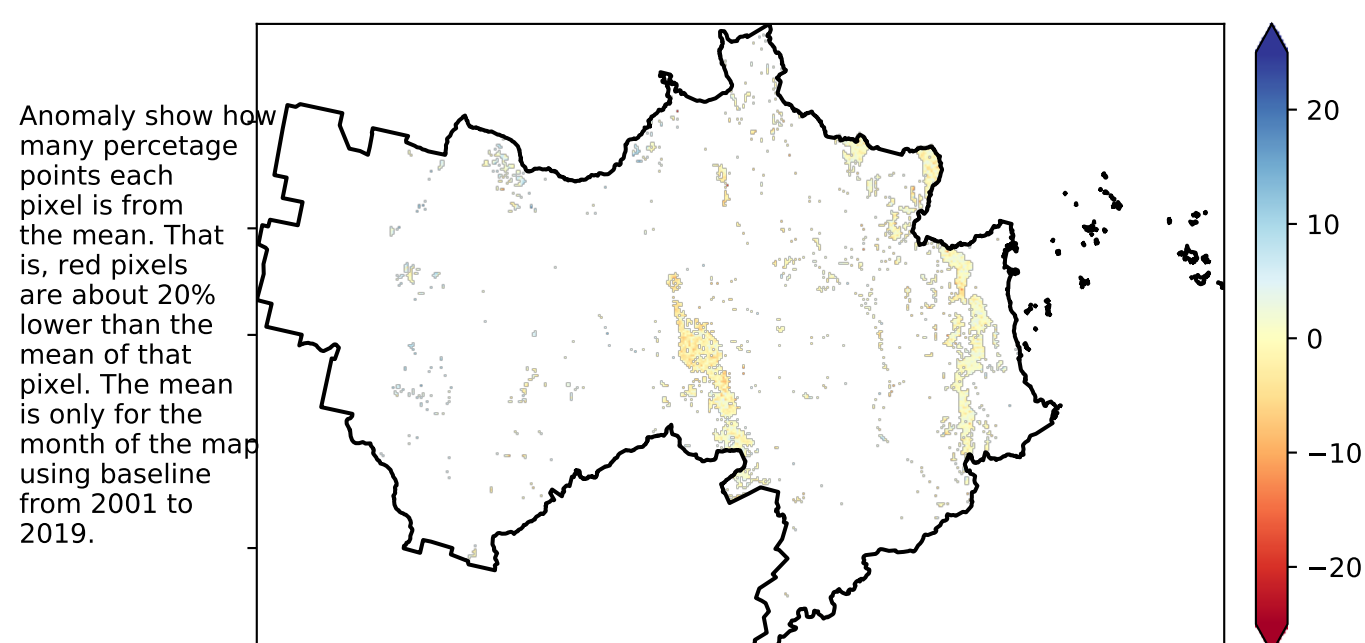 Anomaly show how
many percetage
points each
pixel is from
the mean. That
is, red pixels
are about 20%
lower than the
mean of that
pixel. The mean
is only for the
month of the map
using baseline
from 2001 to
2019.
20
10
0
−10
−20